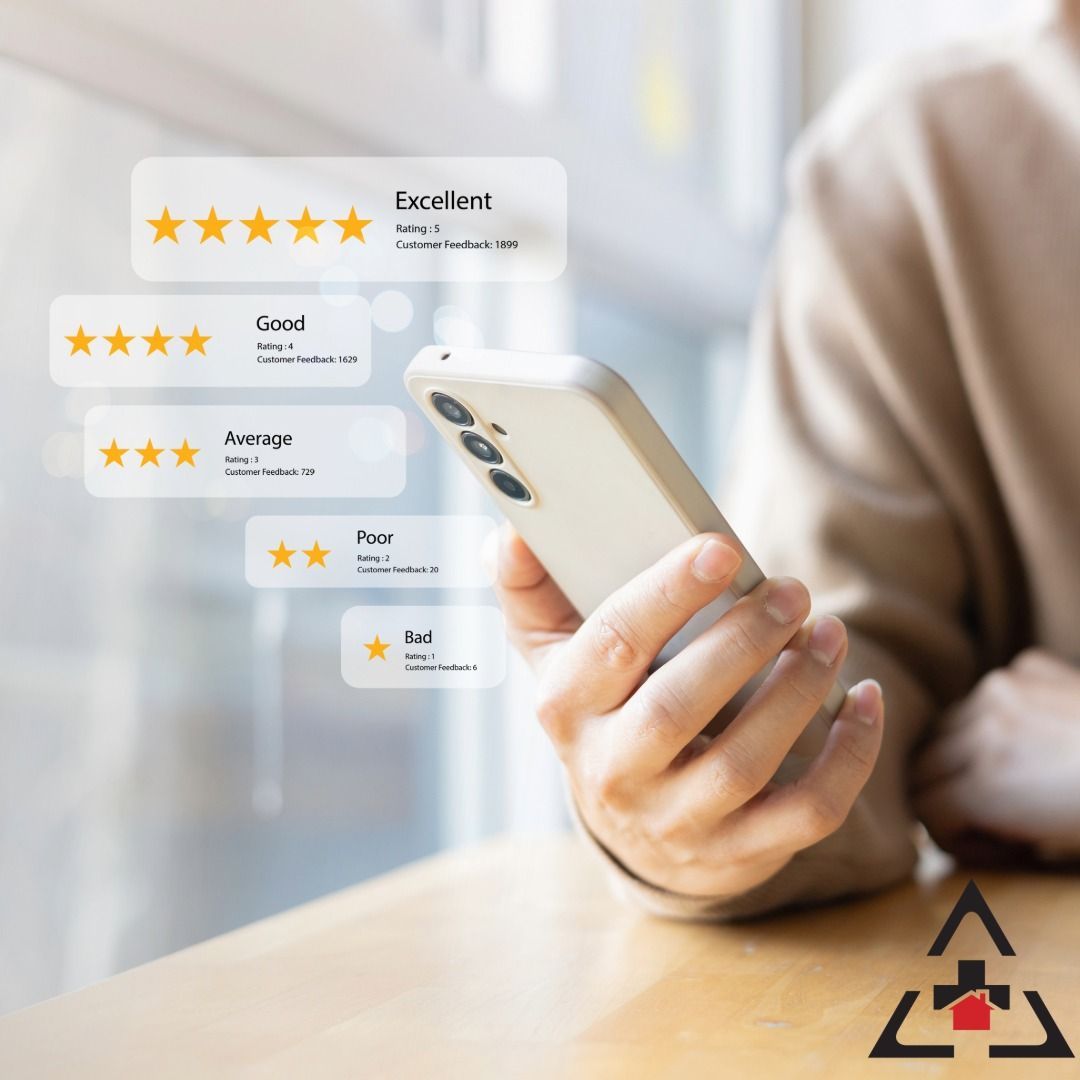 Excellent
Rating : 5
Customer Feedback: 1899
Good
Rating : 4
Customer Feedback: 1629
Average
Rating : 3
Customer Feedback: 729
Poor
Rating : 2
Customer Feedback: 20
Bad
Rating : 1
Customer Feedback: 6